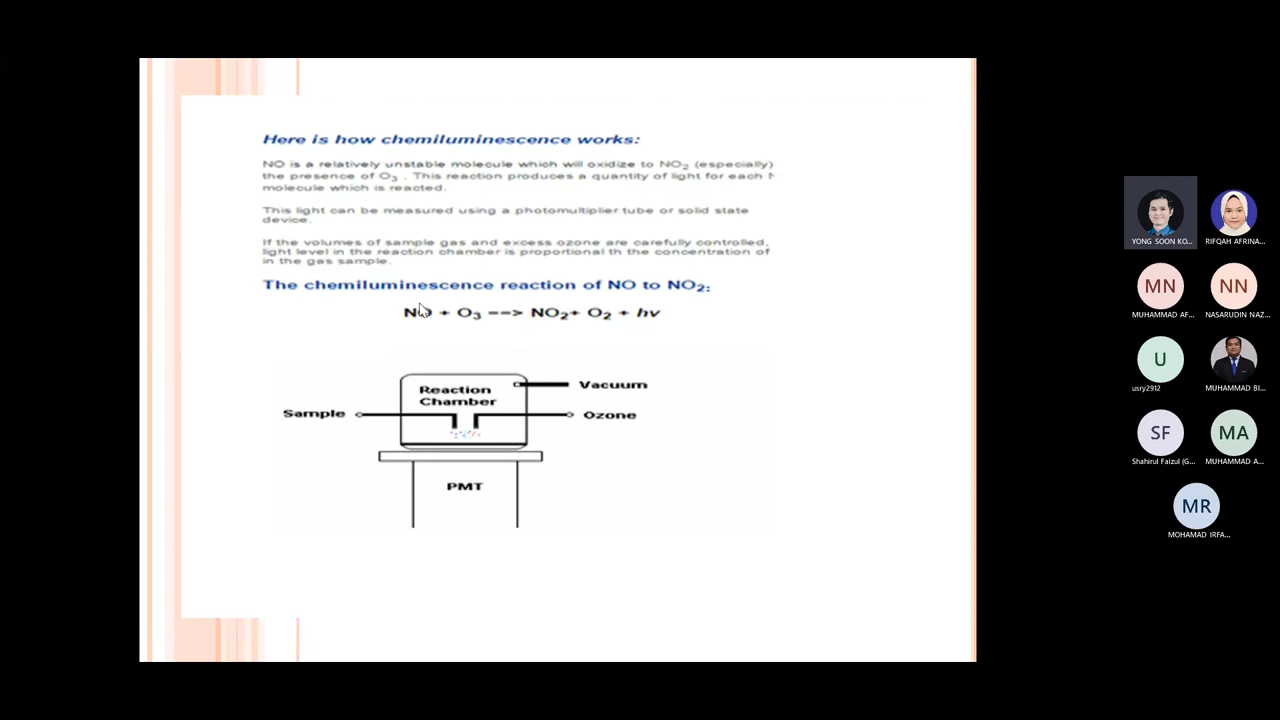 Here is how chemiluminescence works:
NO is a relatively unstable molecule which will oxidize to NO2 (especially)
the presence of O3 . This reaction produces a quantity of light for each N
molecule which is reacted.
This light can be measured using a photomultiplier tube or solid state
device.
If the volumes of sample gas and excess ozone are carefully controlled,
light level in the reaction chamber is proportional th the concentration of
in the gas sample.
The chemiluminescence reaction of NO to NO2:
NO + O3 ––> NO2+ O2 + hv
Reaction
Chamber
Vacuum
Sample
Ozone
PMT
YONG SOON KO...
RIFQAH AFRINA...
MN
NN
MUHAMMAD AF...
NASARUDIN NAZ...
U
usry2912
MUHAMMAD BI...
SF
MA
Shahirul Faizul (G...
MUHAMMAD A...
MR
MOHAMAD IRFA...